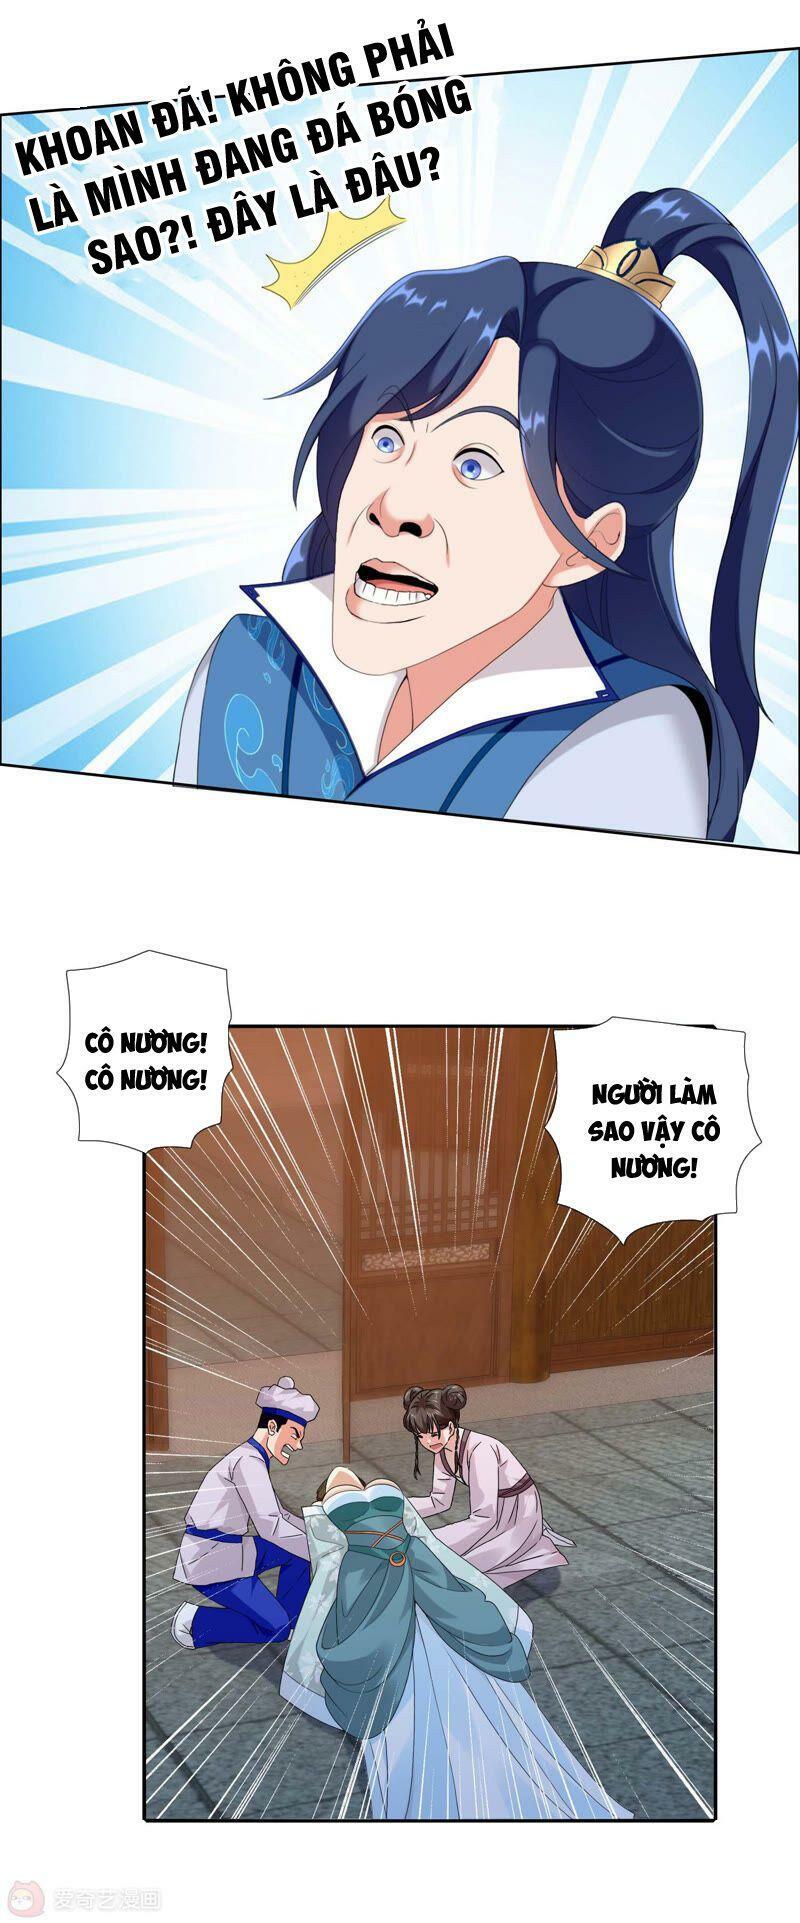 KHOAN ĐÃ! KHÔNG PHẢI
LÀ MÌNH ĐANG ĐÁ BÓNG
SAO?! ĐÂY LÀ ĐÂU?
CÔ NƯƠNG!
CÔ NƯƠNG!
NGƯỜI LÀM
SAO VẬY CÔ
NƯƠNG!
爱奇艺漫画